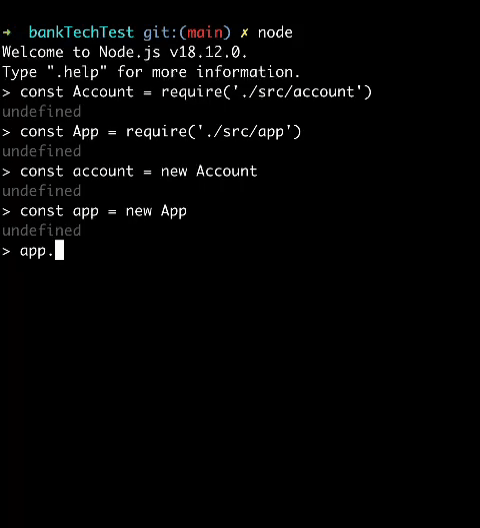 → bankTechTest git:(main) ✗ node
Welcome to Node.js v18.12.0.
Type ".help" for more information.
> const Account = require('./src/account')
undefined
> const App = require('./src/app')
undefined
> const account = new Account
undefined
> const app = new App
undefined
> app.